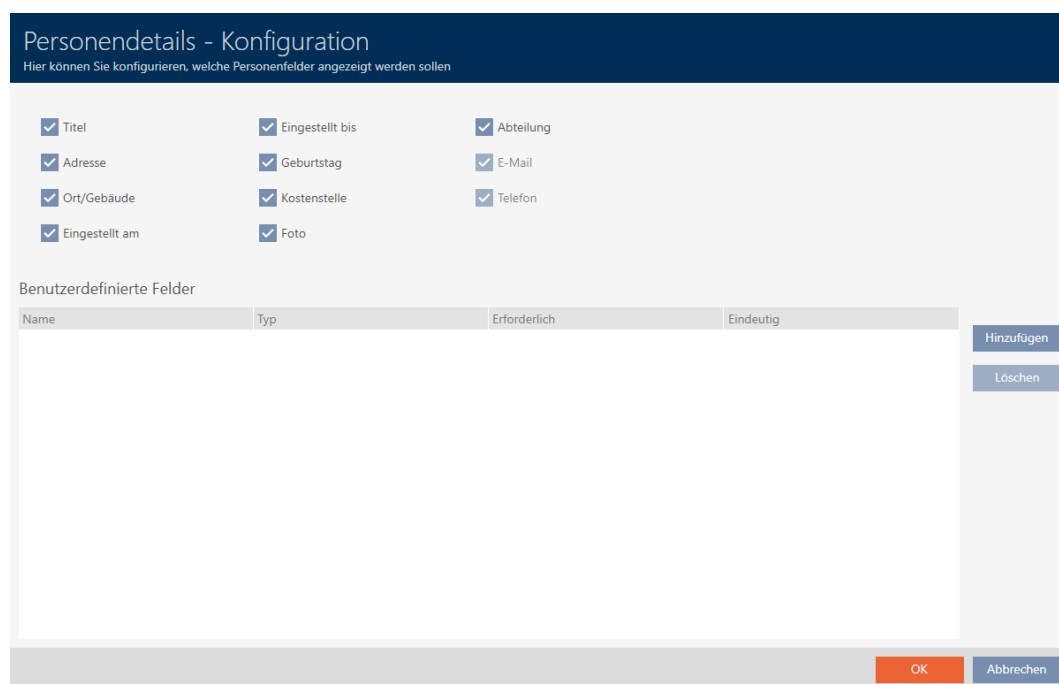 Personendetails - Konfiguration
Hier können Sie konfigurieren, welche Personenfelder angezeigt werden sollen
Titel
Eingestellt bis
Abteilung
Adresse
Geburtstag
E-Mail
Ort/Gebäude
Kostenstelle
Telefon
Eingestellt am
Foto
Benutzerdefinierte Felder
Name
Typ
Erforderlich
Eindeutig
Hinzufügen
Löschen
OK
Abbrechen